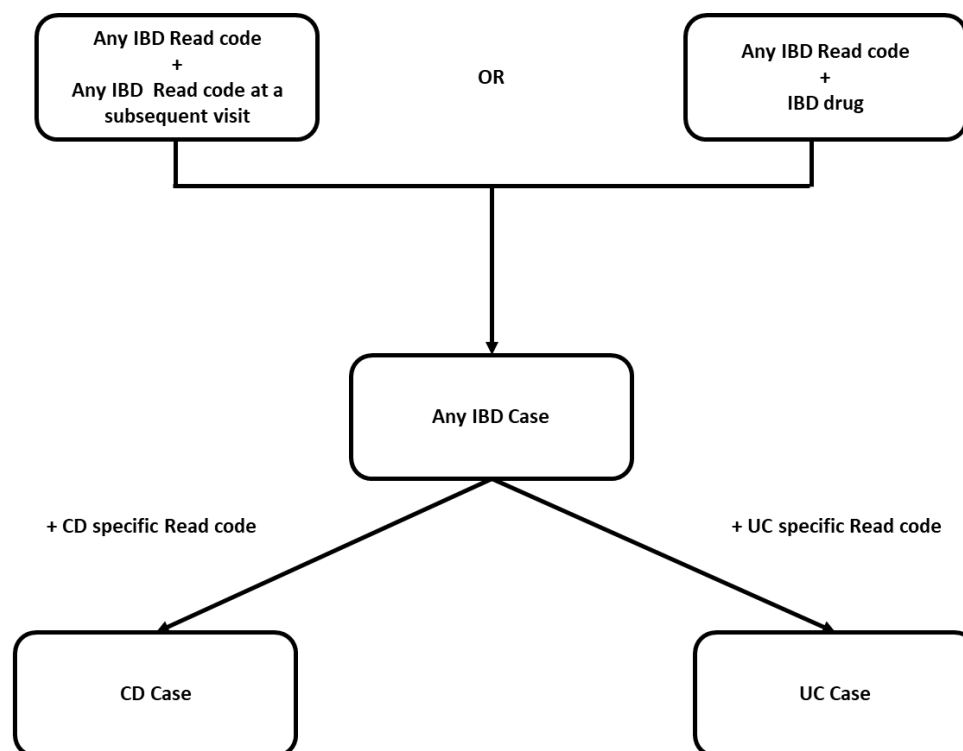 Any IBD Read code
+
Any IBD Read code at a
subsequent visit
OR
Any IBD Read code
+
IBD drug
Any IBD Case
+ CD specific Read code
+ UC specific Read code
CD Case
UC Case